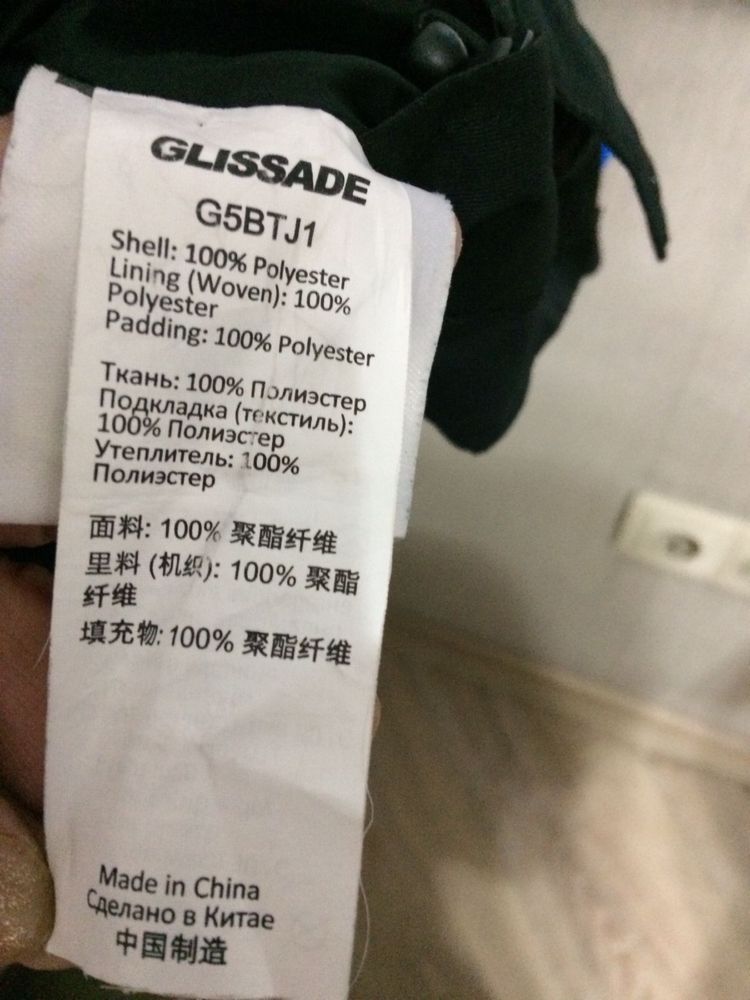 GLISSADE
G5BTJ1
Shell: 100% Polyester
Lining (Woven): 100%
Polyester
Padding: 100% Polyester
Ткань: 100% Полиэстер
Подкладка (текстиль):
100% Полиэстер
Утеплитель: 100%
Полиэстер
面料: 100% 聚酯纤维
里料 (机织): 100% 聚酯
纤维
填充物: 100% 聚酯纤维
Made in China
Сделано в Китае
中国制造